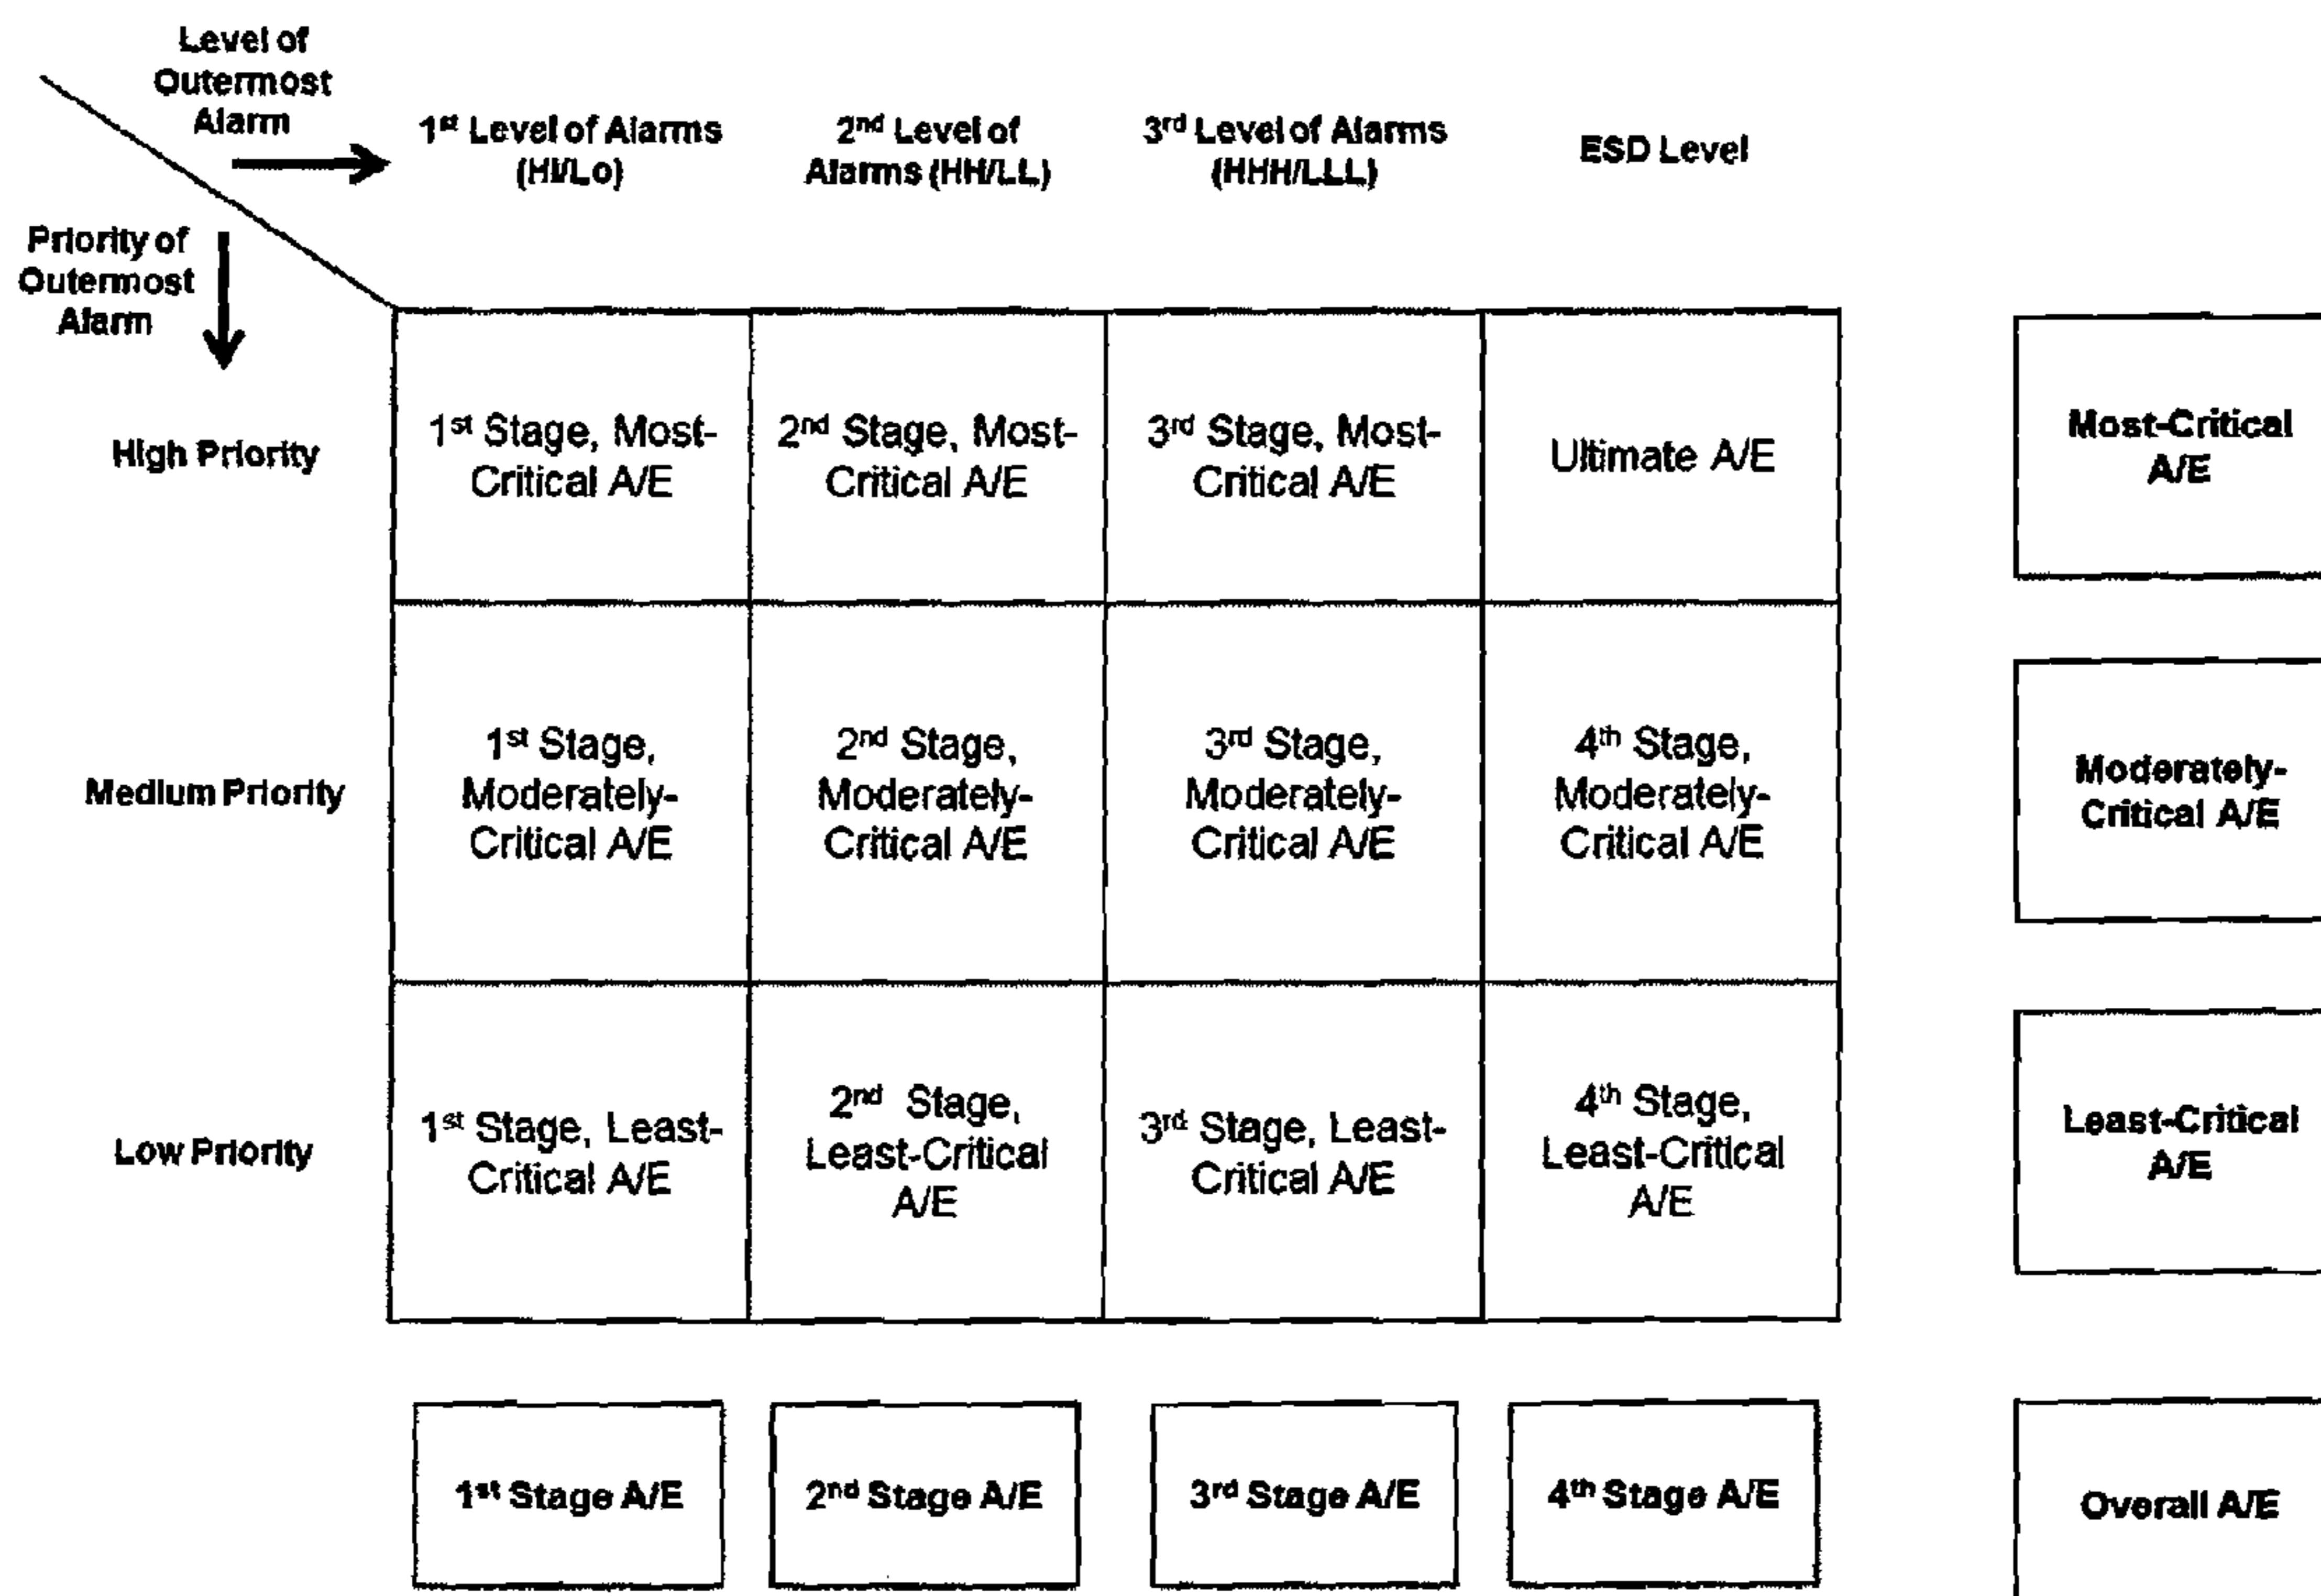 Level of
Outermost
Alarm
1st Level of Alarms
(HI/Lo)
2nd Level of
Alarms (HH/LL)
3rd Level of Alarms
(HHH/LLL)
ESD Level
Priority of
Outermost
Alarm
High Priority
1st Stage, Most-
Critical A/E
2nd Stage, Most-
Critical A/E
3rd Stage, Most-
Critical A/E
Ultimate A/E
Most-Critical
A/E
Medium Priority
1st Stage,
Moderately-
Critical A/E
2nd Stage,
Moderately-
Critical A/E
3rd Stage,
Moderately-
Critical A/E
4th Stage,
Moderately-
Critical A/E
Moderately-
Critical A/E
Low Priority
1st Stage, Least-
Critical A/E
2nd Stage,
Least-Critical
A/E
3rd Stage, Least-
Critical A/E
4th Stage,
Least-Critical
A/E
Least-Critical
A/E
1st Stage A/E
2nd Stage A/E
3rd Stage A/E
4th Stage A/E
Overall A/E